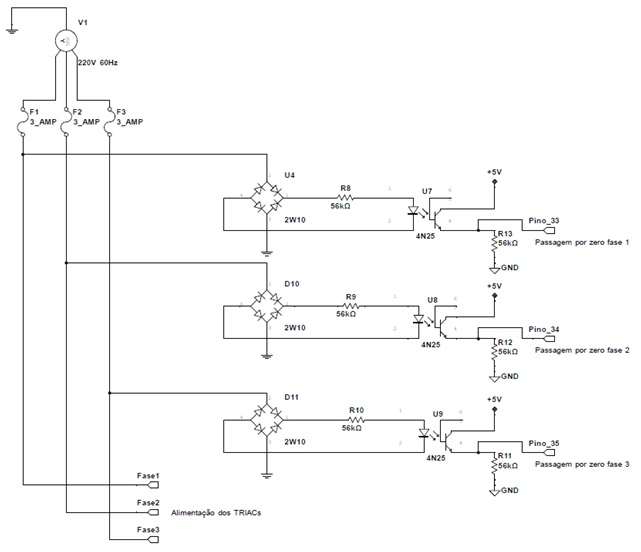 V1
220V 60Hz
F1
3_AMP
F2
3_AMP
F3
3_AMP
U4
2W10
R8
56kΩ
U7
4N25
+5V
Pino_33
R13
56kΩ
Passagem por zero fase 1
GND
D10
2W10
R9
56kΩ
U8
4N25
+5V
Pino_34
R12
56kΩ
Passagem por zero fase 2
GND
D11
2W10
R10
56kΩ
U9
4N25
+5V
Pino_35
R11
56kΩ
Passagem por zero fase 3
GND
Fase1
Fase2
Alimentação dos TRIACs
Fase3